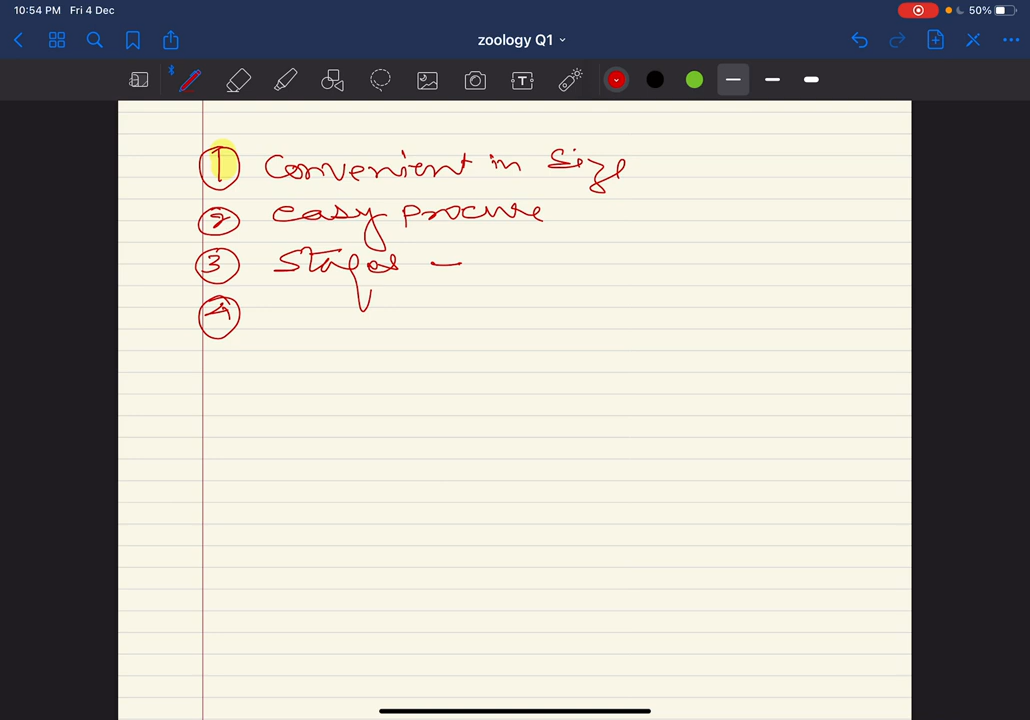 10:54 PM Fri 4 Dec 50%
zoology Q1
T
1 Convenient in Size
2 easy procure
3 Stages –
4